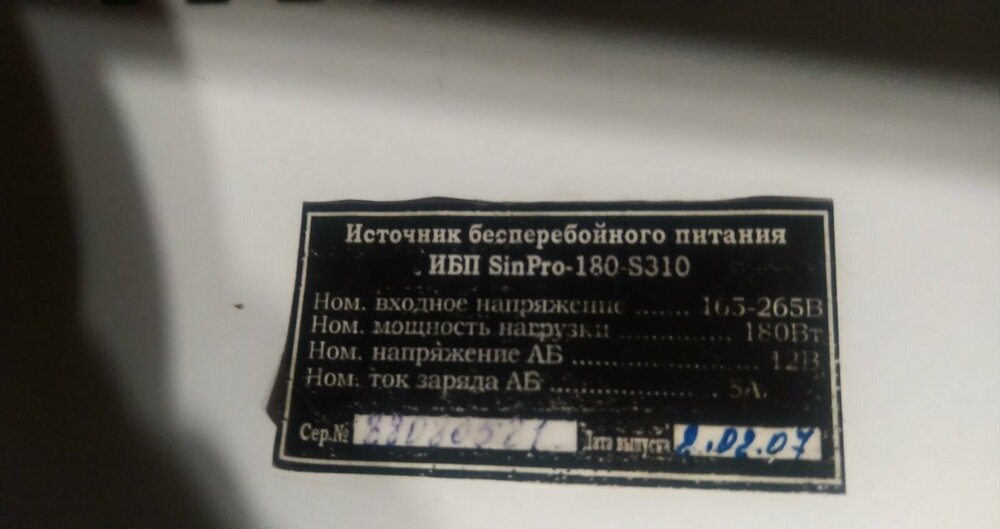 Источник бесперебойного питания
ИБП SinPro-180-S310
Ном. входное напряжение ...... 165-265В
Ном. мощность нагрузки ............ 180Вт
Ном. напряжение АБ .................... 12В
Ном. ток заряда АБ .................. 5А.
Сер.№ Дата выпуска 2.02.07